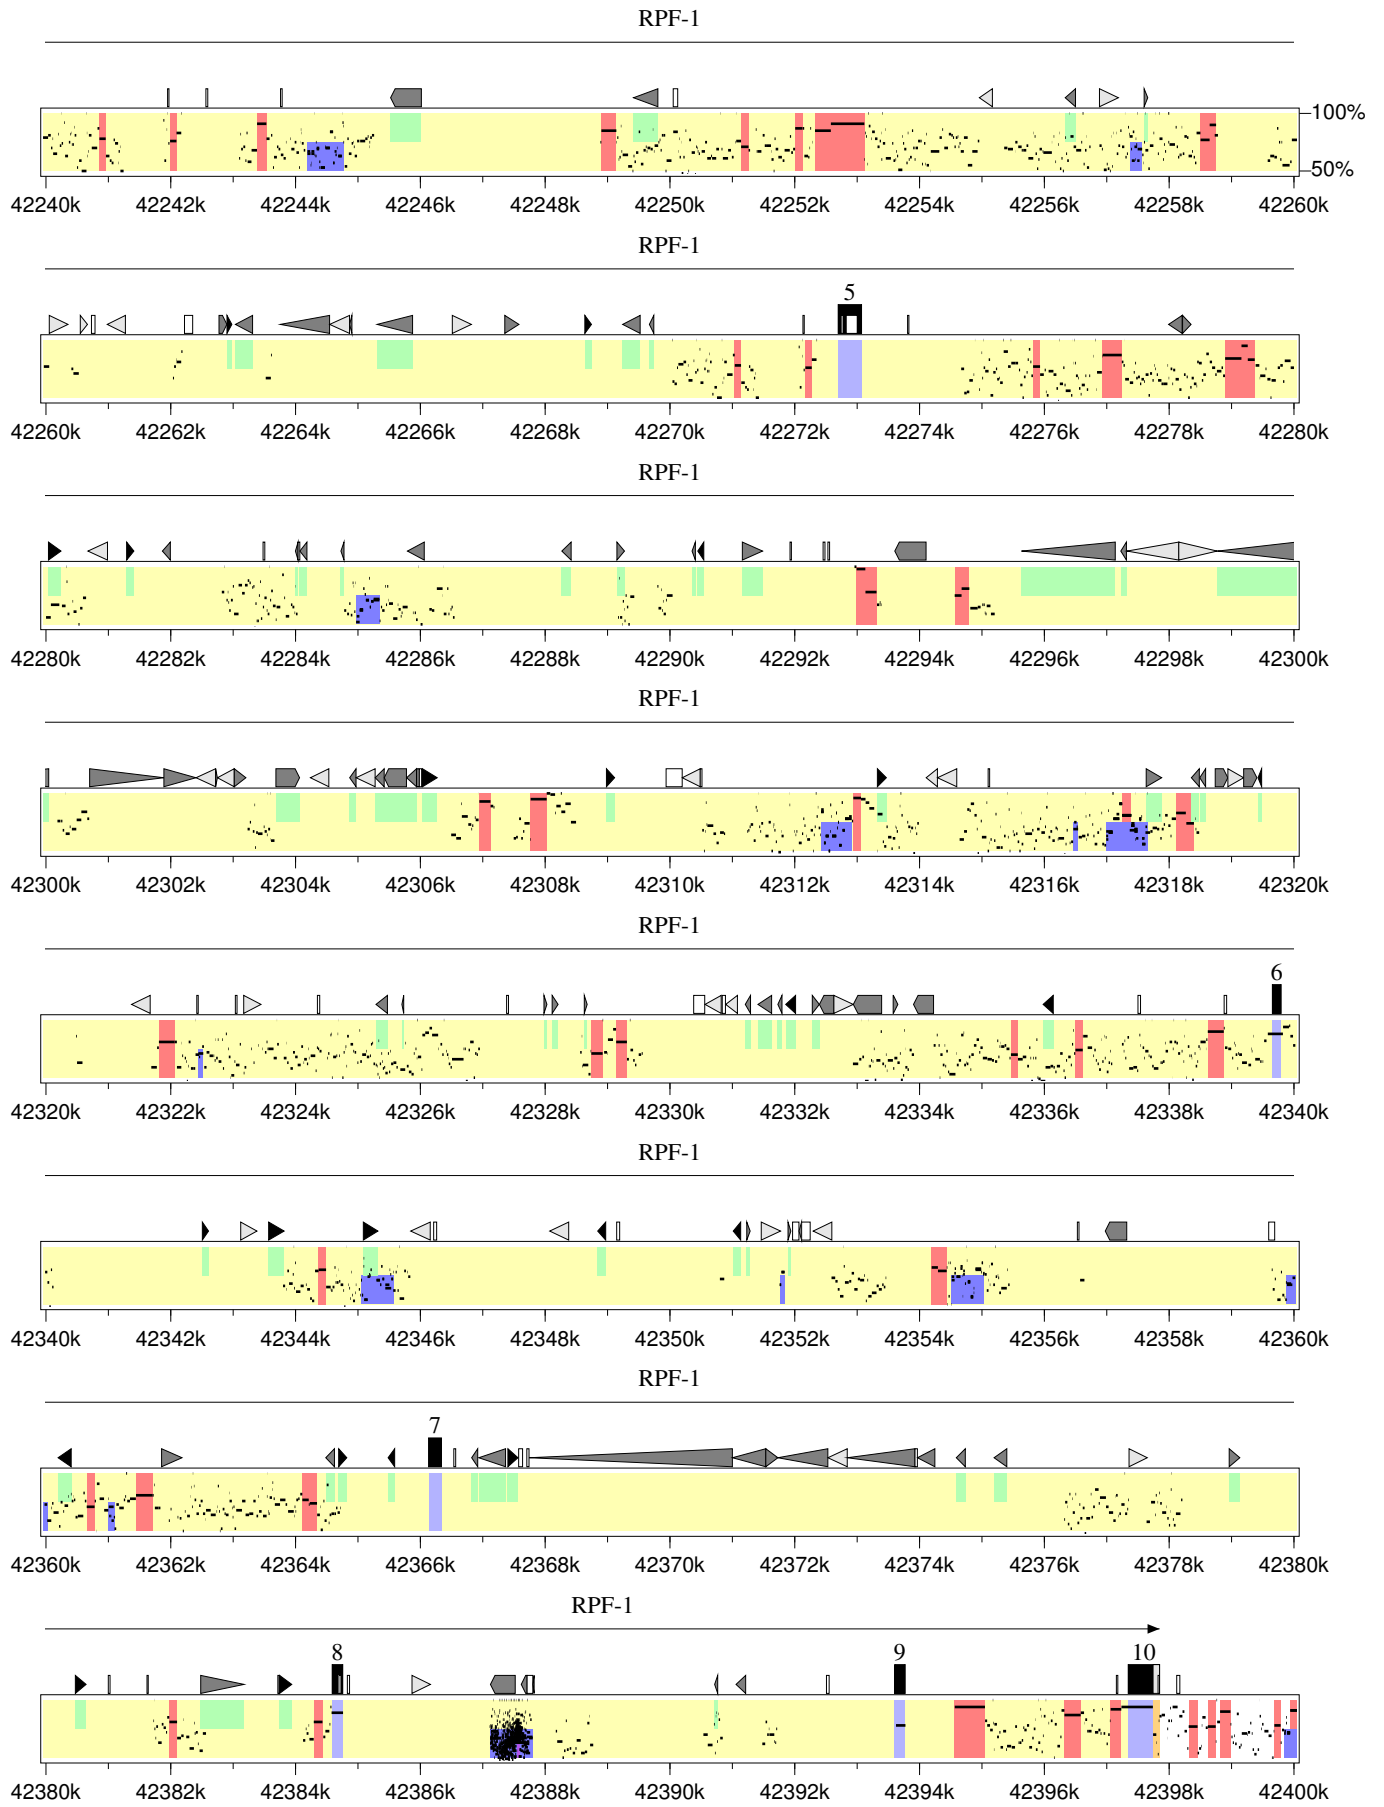 RPF-1
100%
50%
42240k 42242k 42244k 42246k 42248k 42250k 42252k 42254k 42256k 42258k 42260k
RPF-1
5
42260k 42262k 42264k 42266k 42268k 42270k 42272k 42274k 42276k 42278k 42280k
RPF-1
42280k 42282k 42284k 42286k 42288k 42290k 42292k 42294k 42296k 42298k 42300k
RPF-1
42300k 42302k 42304k 42306k 42308k 42310k 42312k 42314k 42316k 42318k 42320k
RPF-1
6
42320k 42322k 42324k 42326k 42328k 42330k 42332k 42334k 42336k 42338k 42340k
RPF-1
42340k 42342k 42344k 42346k 42348k 42350k 42352k 42354k 42356k 42358k 42360k
RPF-1
7
42360k 42362k 42364k 42366k 42368k 42370k 42372k 42374k 42376k 42378k 42380k
RPF-1
8 9 10
42380k 42382k 42384k 42386k 42388k 42390k 42392k 42394k 42396k 42398k 42400k